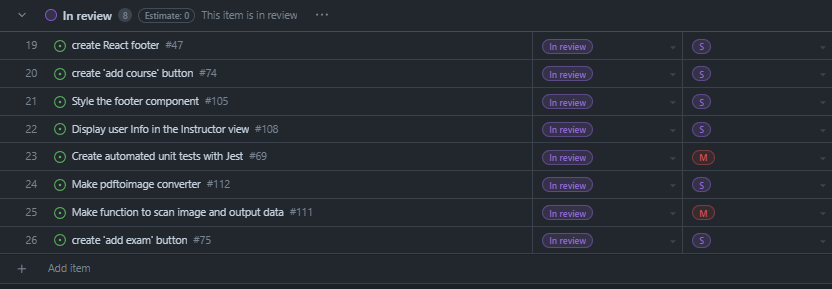 In review 8 Estimate: 0 This item is in review ...
19 create React footer #47 In review S
20 create 'add course' button #74 In review S
21 Style the footer component #105 In review S
22 Display user Info in the Instructor view #108 In review S
23 Create automated unit tests with Jest #69 In review M
24 Make pdftoimage converter #112 In review S
25 Make function to scan image and output data #111 In review M
26 create 'add exam' button #75 In review S
+ Add item